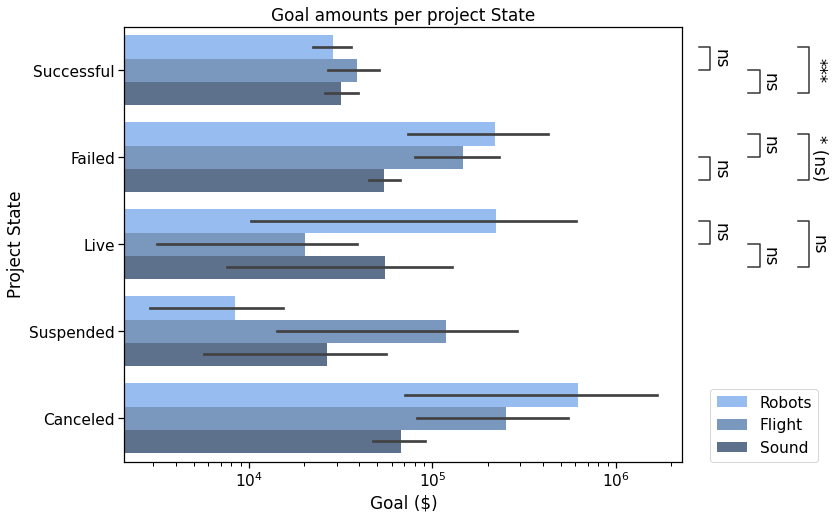 Goal amounts per project State
Project State
Successful
Failed
Live
Suspended
Canceled
ns
ns
***
ns
ns
* (ns)
ns
ns
ns
Robots
Flight
Sound
10^4
10^5
10^6
Goal ($)